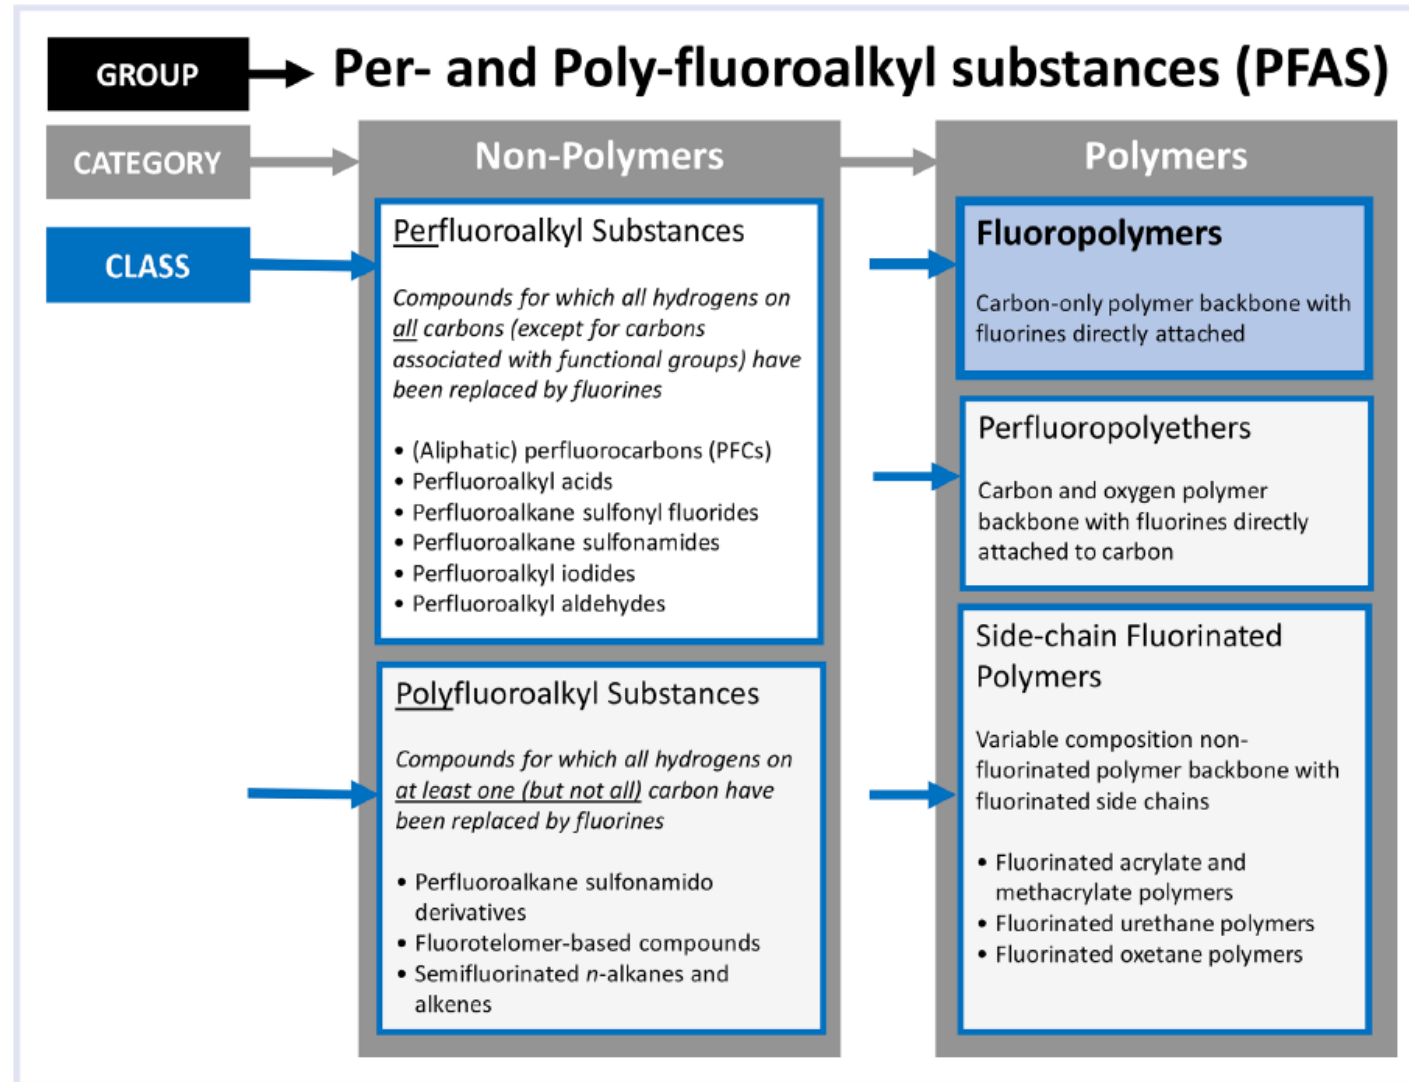 GROUP
Per- and Poly-fluoroalkyl substances (PFAS)
CATEGORY
Non-Polymers
Polymers
CLASS
Perfluoroalkyl Substances
Compounds for which all hydrogens on
all carbons (except for carbons
associated with functional groups) have
been replaced by fluorines
• (Aliphatic) perfluorocarbons (PFCs)
• Perfluoroalkyl acids
• Perfluoroalkane sulfonyl fluorides
• Perfluoroalkane sulfonamides
• Perfluoroalkyl iodides
• Perfluoroalkyl aldehydes
Polyfluoroalkyl Substances
Compounds for which all hydrogens on
at least one (but not all) carbon have
been replaced by fluorines
• Perfluoroalkane sulfonamido
derivatives
• Fluorotelomer-based compounds
• Semifluorinated n-alkanes and
alkenes
Fluoropolymers
Carbon-only polymer backbone with
fluorines directly attached
Perfluoropolyethers
Carbon and oxygen polymer
backbone with fluorines directly
attached to carbon
Side-chain Fluorinated
Polymers
Variable composition non-
fluorinated polymer backbone with
fluorinated side chains
• Fluorinated acrylate and
methacrylate polymers
• Fluorinated urethane polymers
• Fluorinated oxetane polymers